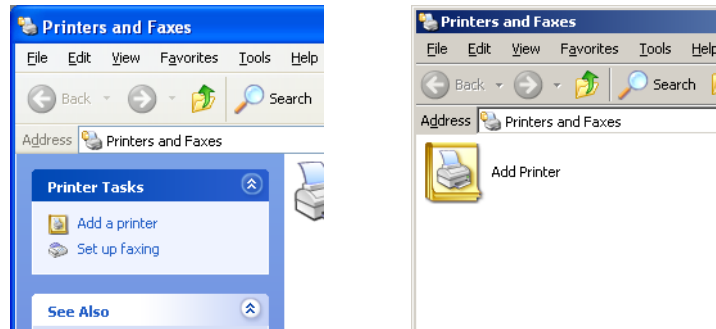 Printers and Faxes
File Edit View Favorites Tools Help
Back Search
Address Printers and Faxes
Printer Tasks
Add a printer
Set up faxing
See Also
Printers and Faxes
File Edit View Favorites Tools Help
Back Search
Address Printers and Faxes
Add Printer